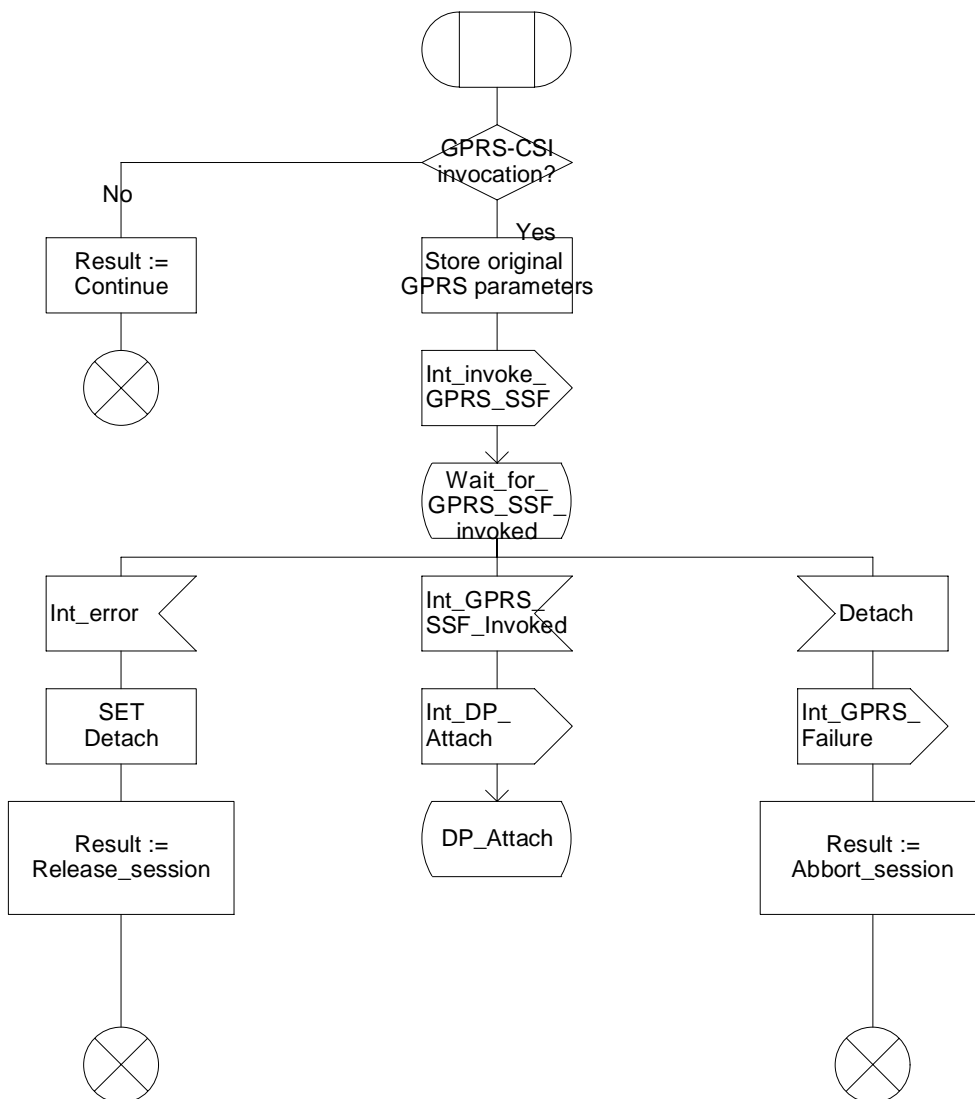 GPRS-CSI
invocation?
No
Yes
Result :=
Continue
Store original
GPRS parameters
Int_invoke_
GPRS_SSF
Wait_for_
GPRS_SSF_
invoked
Int_error
Int_GPRS_
SSF_Invoked
Detach
SET
Detach
Int_DP_
Attach
Int_GPRS_
Failure
Result :=
Release_session
DP_Attach
Result :=
Abbort_session